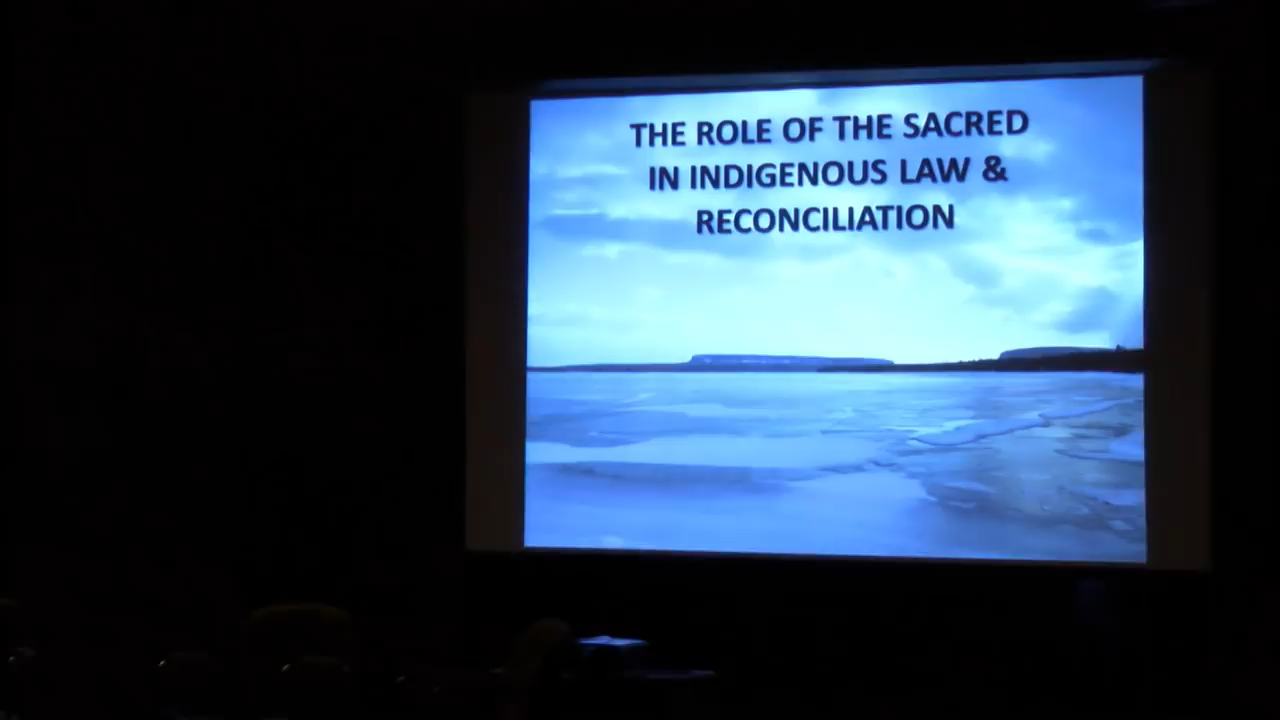 THE ROLE OF THE SACRED
IN INDIGENOUS LAW &
RECONCILIATION